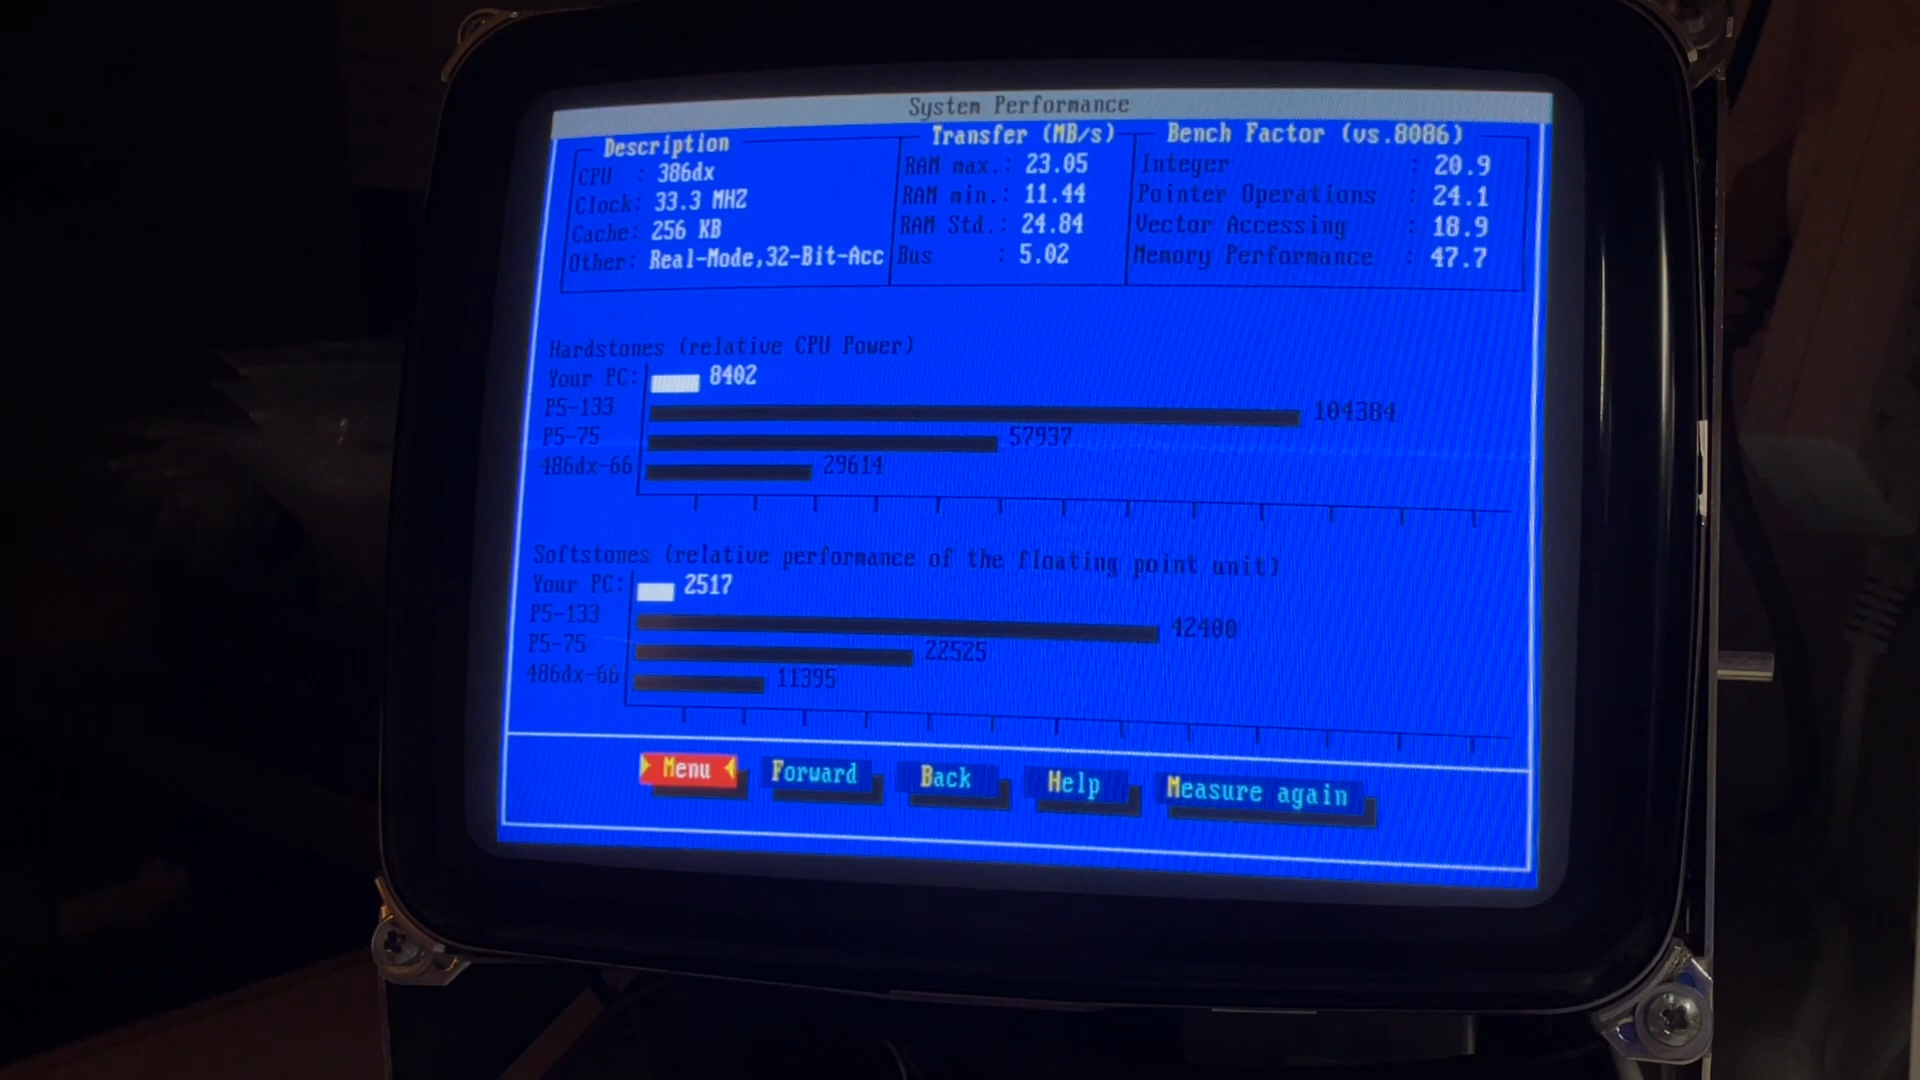 System Performance
Description
CPU : 386dx
Clock: 33.3 MHZ
Cache: 256 KB
Other: Real-Mode,32-Bit-Acc
Transfer (MB/s)
RAM max.: 23.05
RAM min.: 11.44
RAM Std.: 24.84
Bus : 5.02
Bench Factor (vs.8086)
Integer : 20.9
Pointer Operations : 24.1
Vector Accessing : 18.9
Memory Performance : 47.7
Hardstones (relative CPU Power)
Your PC: 8402
P5-133 104384
P5-75 57937
486dx-66 29614
Softstones (relative performance of the floating point unit)
Your PC: 2517
P5-133 42400
P5-75 22525
486dx-66 11395
Menu Forward Back Help Measure again